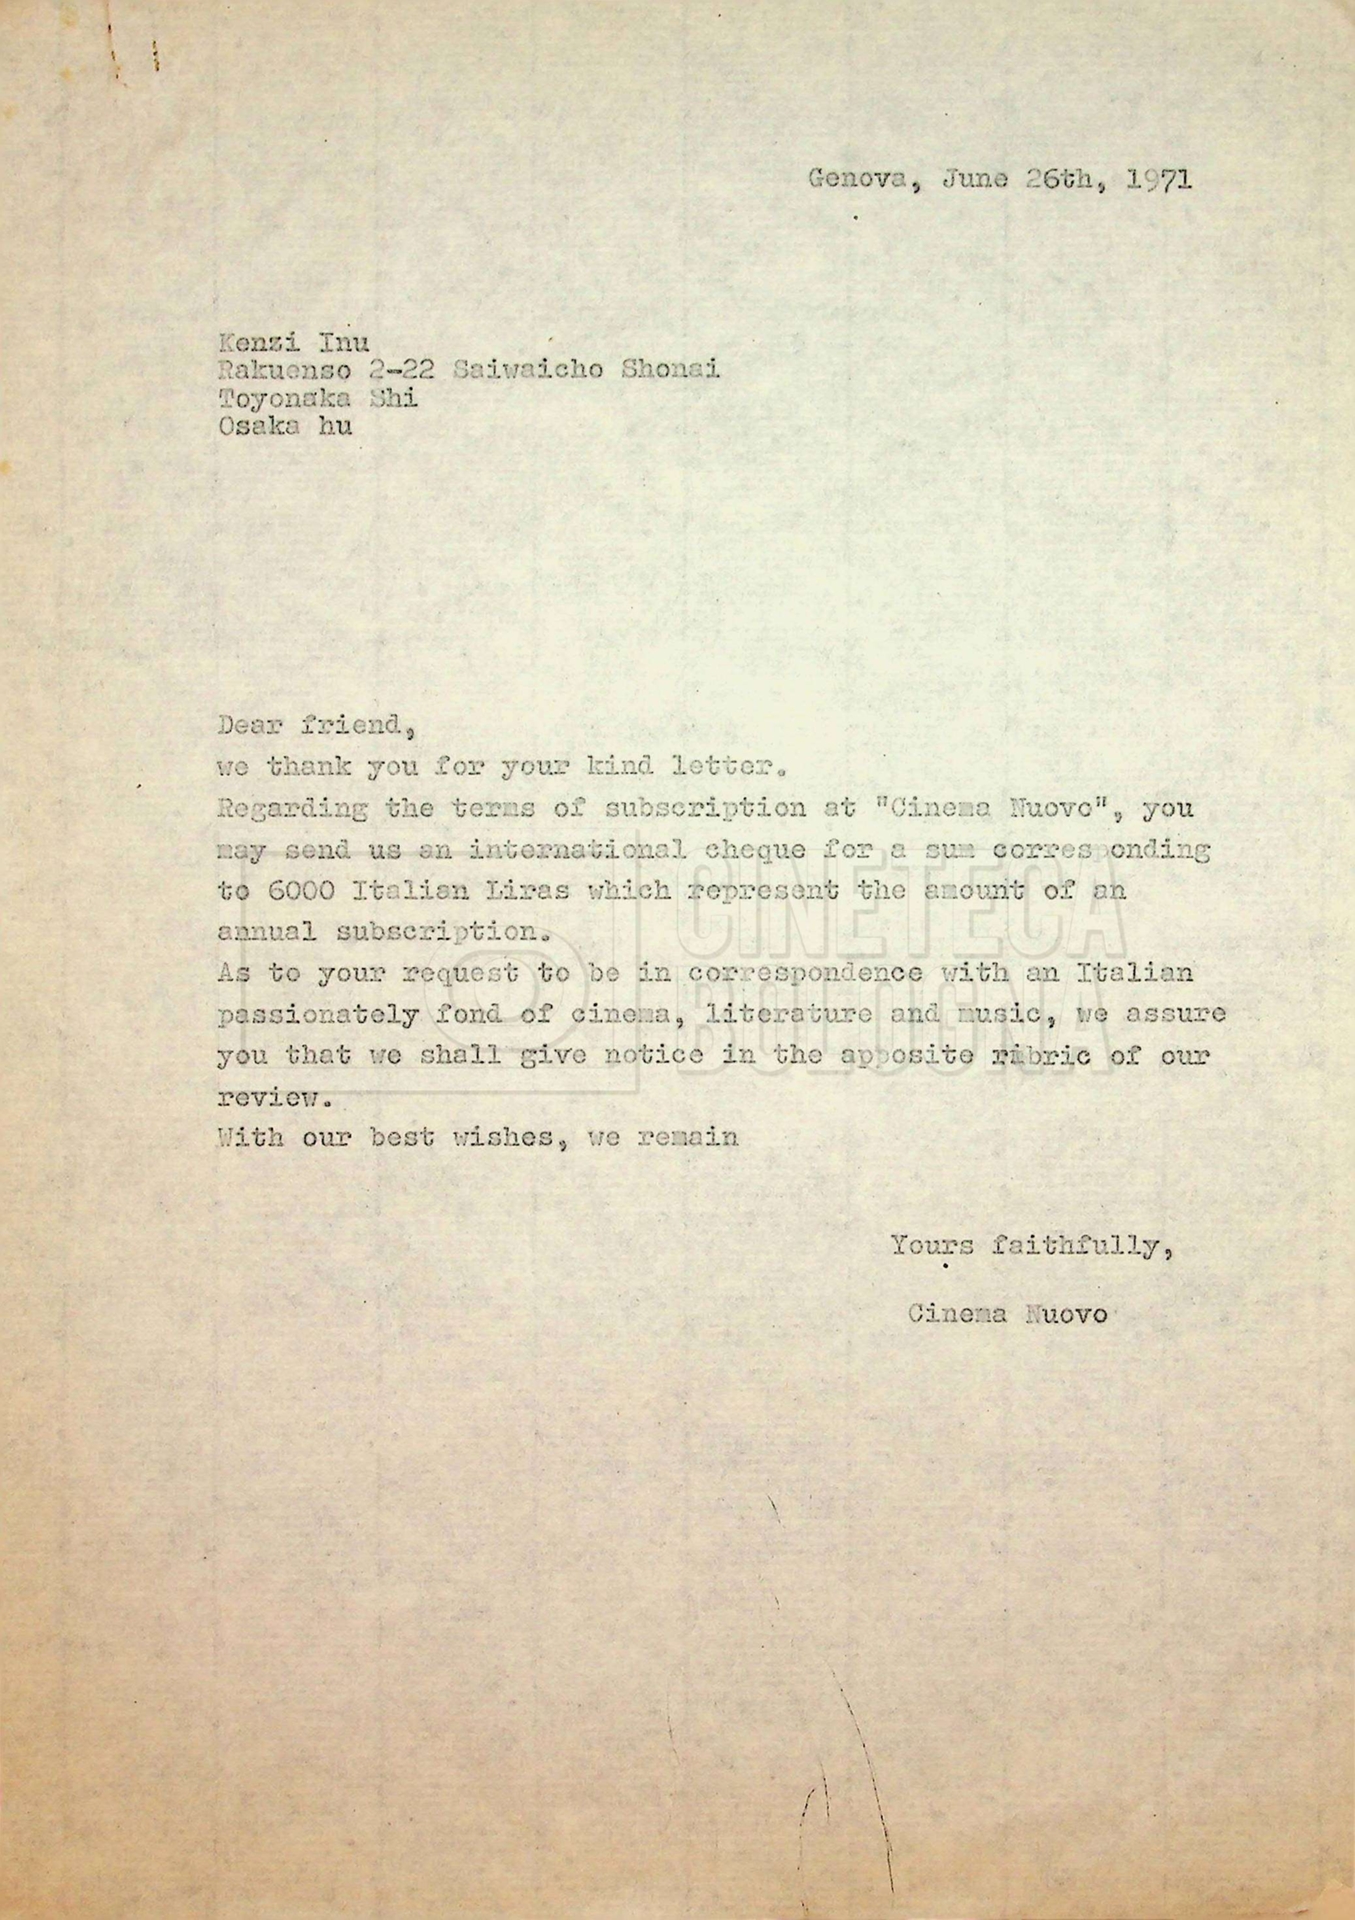 Genova, June 26th, 1971
Kenzi Inu
Rakuenso 2-22 Saiwaicho Shonai
Toyonaka Shi
Osaka hu
Dear friend,
we thank you for your kind letter.
Regarding the terms of subscription at "Cinema Nuovo", you
may send us an international cheque for a sum corresponding
to 6000 Italian Liras which represent the amount of an
annual subscription.
As to your request to be in correspondence with an Italian
passionately fond of cinema, literature and music, we assure
you that we shall give notice in the apposite rubric of our
review.
With our best wishes, we remain
Yours faithfully,
Cinema Nuovo
CINETECA
BOLOGNA